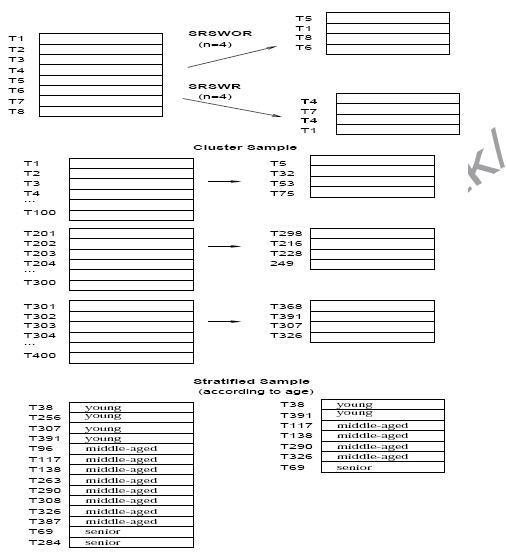 T1
T2
T3
T4
T5
T6
T7
T8
SRSWOR
(n=4)
T5
T1
T8
T6
SRSWR
(n=4)
T4
T7
T4
T1
Cluster Sample
T1
T2
T3
T4
...
T100
T5
T32
T53
T75
T201
T202
T203
T204
...
T300
T298
T216
T228
249
T301
T302
T303
T304
...
T400
T368
T391
T307
T326
Stratified Sample
(according to age)
T38 young
T256 young
T307 young
T391 young
T96 middle-aged
T117 middle-aged
T138 middle-aged
T263 middle-aged
T290 middle-aged
T308 middle-aged
T326 middle-aged
T387 middle-aged
T69 senior
T284 senior
T38 young
T391 young
T117 middle-aged
T138 middle-aged
T290 middle-aged
T326 middle-aged
T69 senior